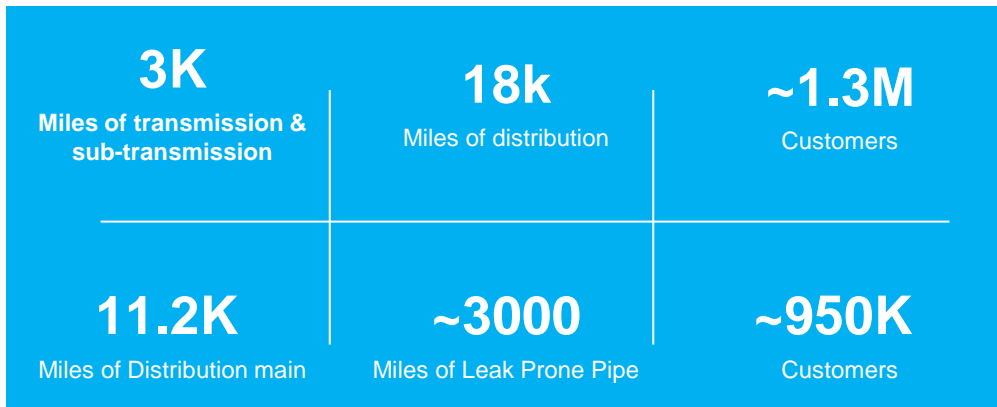 3K
Miles of transmission &
sub-transmission
18k
Miles of distribution
~1.3M
Customers
11.2K
Miles of Distribution main
~3000
Miles of Leak Prone Pipe
~950K
Customers